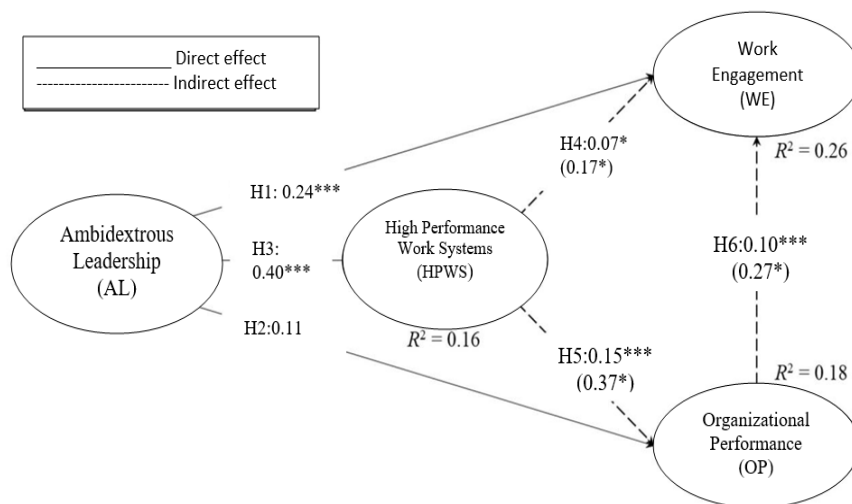 Direct effect
Indirect effect
Work
Engagement
(WE)
R² = 0.26
H4:0.07*
(0.17*)
H1: 0.24***
Ambidextrous
Leadership
(AL)
H3:
0.40***
High Performance
Work Systems
(HPWS)
R² = 0.16
H6:0.10***
(0.27*)
H2:0.11
H5:0.15***
(0.37*)
R² = 0.18
Organizational
Performance
(OP)